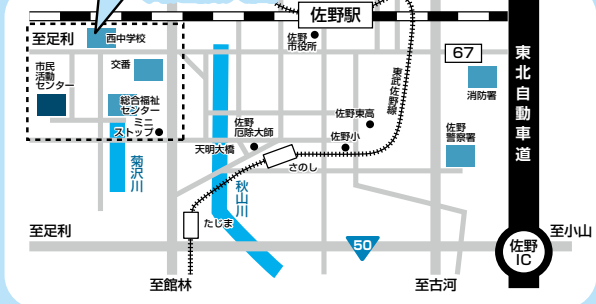 佐野駅
至足利
西中学校
佐野
市役所
67
東北自動車道
市民
活動
センター
交番
消防署
総合福祉
センター
ミニ
ストップ
東武佐野線
佐野
厄除大師
佐野東高
佐野小
佐野
警察署
天明大橋
さのし
菊沢川
秋山川
たじま
至足利
50
至小山
佐野
IC
至館林
至古河